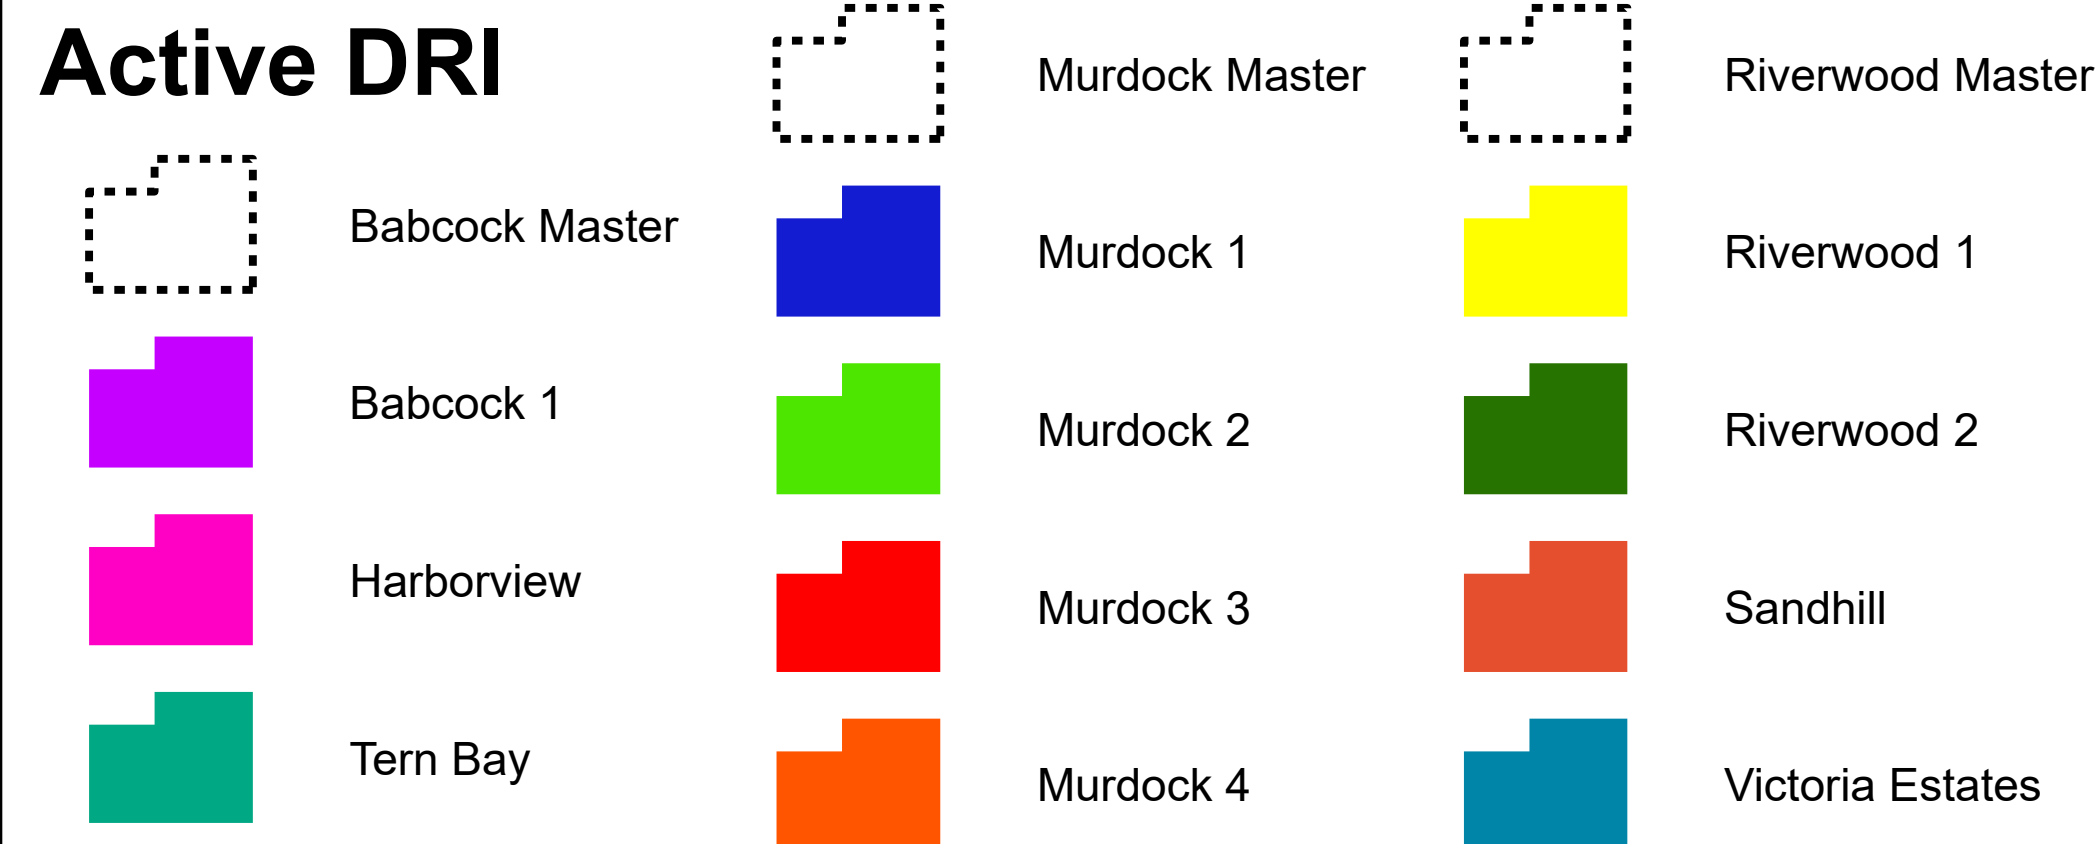 Active DRI
Babcock Master
Babcock 1
Harborview
Tern Bay
Murdock Master
Murdock 1
Murdock 2
Murdock 3
Murdock 4
Riverwood Master
Riverwood 1
Riverwood 2
Sandhill
Victoria Estates